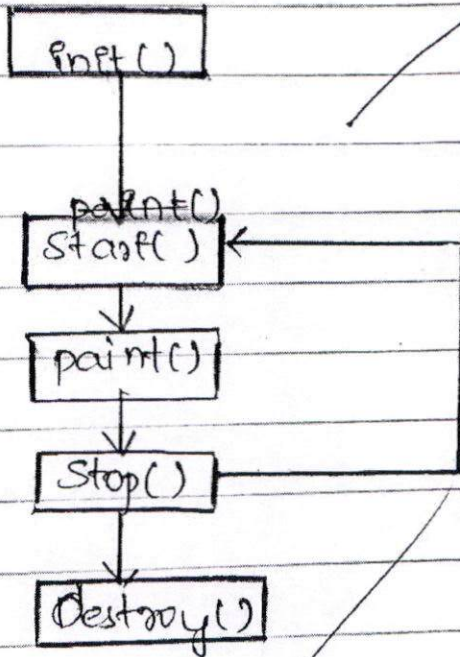 init()
paint()
Start()
paint()
Stop()
Destroy()